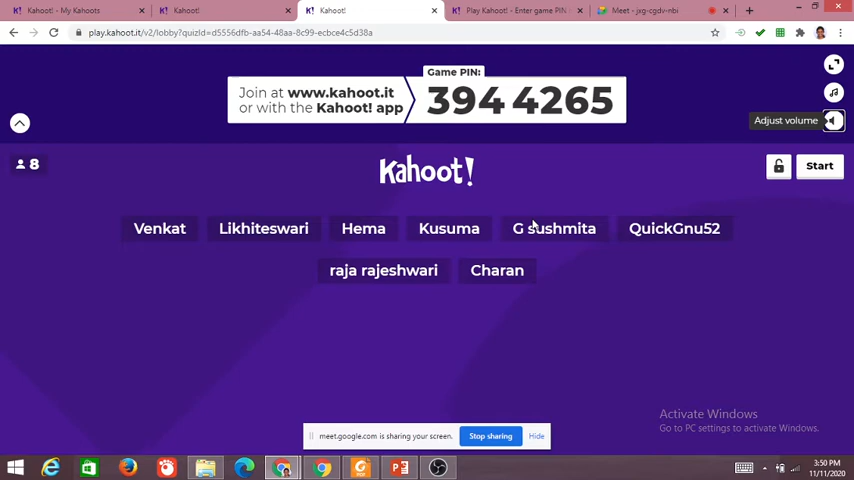 Kahoot! - My Kahoots
Kahoot!
Kahoot!
Play Kahoot! - Enter game PIN
Meet - jxg-cgdv-nbi
play.kahoot.it/v2/lobby?quizId=d5556dfb-aa54-48aa-8c99-ecbce4c5d38a
Join at www.kahoot.it
or with the Kahoot! app
Game PIN:
394 4265
Adjust volume
8
Kahoot!
Start
Venkat
Likhiteswari
Hema
Kusuma
G sushmita
QuickGnu52
raja rajeshwari
Charan
Activate Windows
Go to PC settings to activate Windows.
meet.google.com is sharing your screen.
Stop sharing
Hide
3:50 PM
11/11/2020